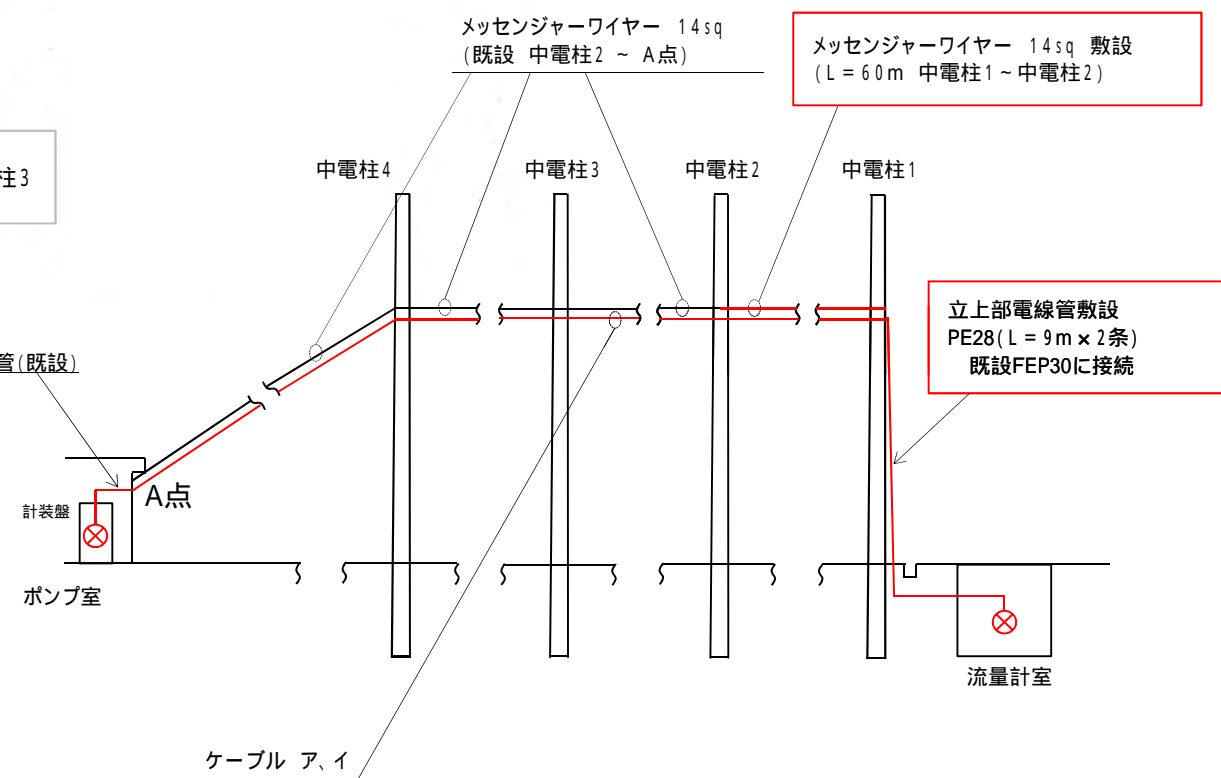 メッセンジャーワイヤー 14sq
(既設 中電柱2 ~ A点)
メッセンジャーワイヤー 14sq 敷設
(L=60m 中電柱1~中電柱2)
柱3
中電柱4
中電柱3
中電柱2
中電柱1
立上部電線管敷設
PE28(L=9m×2条)
既設FEP30に接続
管(既設)
A点
計装盤
ポンプ室
流量計室
ケーブル ア、イ